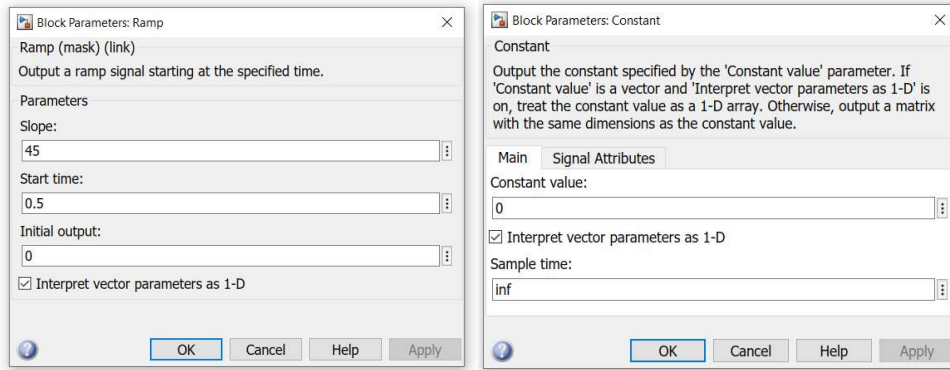 Block Parameters: Ramp
Ramp (mask) (link)
Output a ramp signal starting at the specified time.
Parameters
Slope:
45
Start time:
0.5
Initial output:
0
Interpret vector parameters as 1-D
OK Cancel Help Apply
Block Parameters: Constant
Constant
Output the constant specified by the 'Constant value' parameter. If
'Constant value' is a vector and 'Interpret vector parameters as 1-D' is
on, treat the constant value as a 1-D array. Otherwise, output a matrix
with the same dimensions as the constant value.
Main Signal Attributes
Constant value:
0
Interpret vector parameters as 1-D
Sample time:
inf
OK Cancel Help Apply